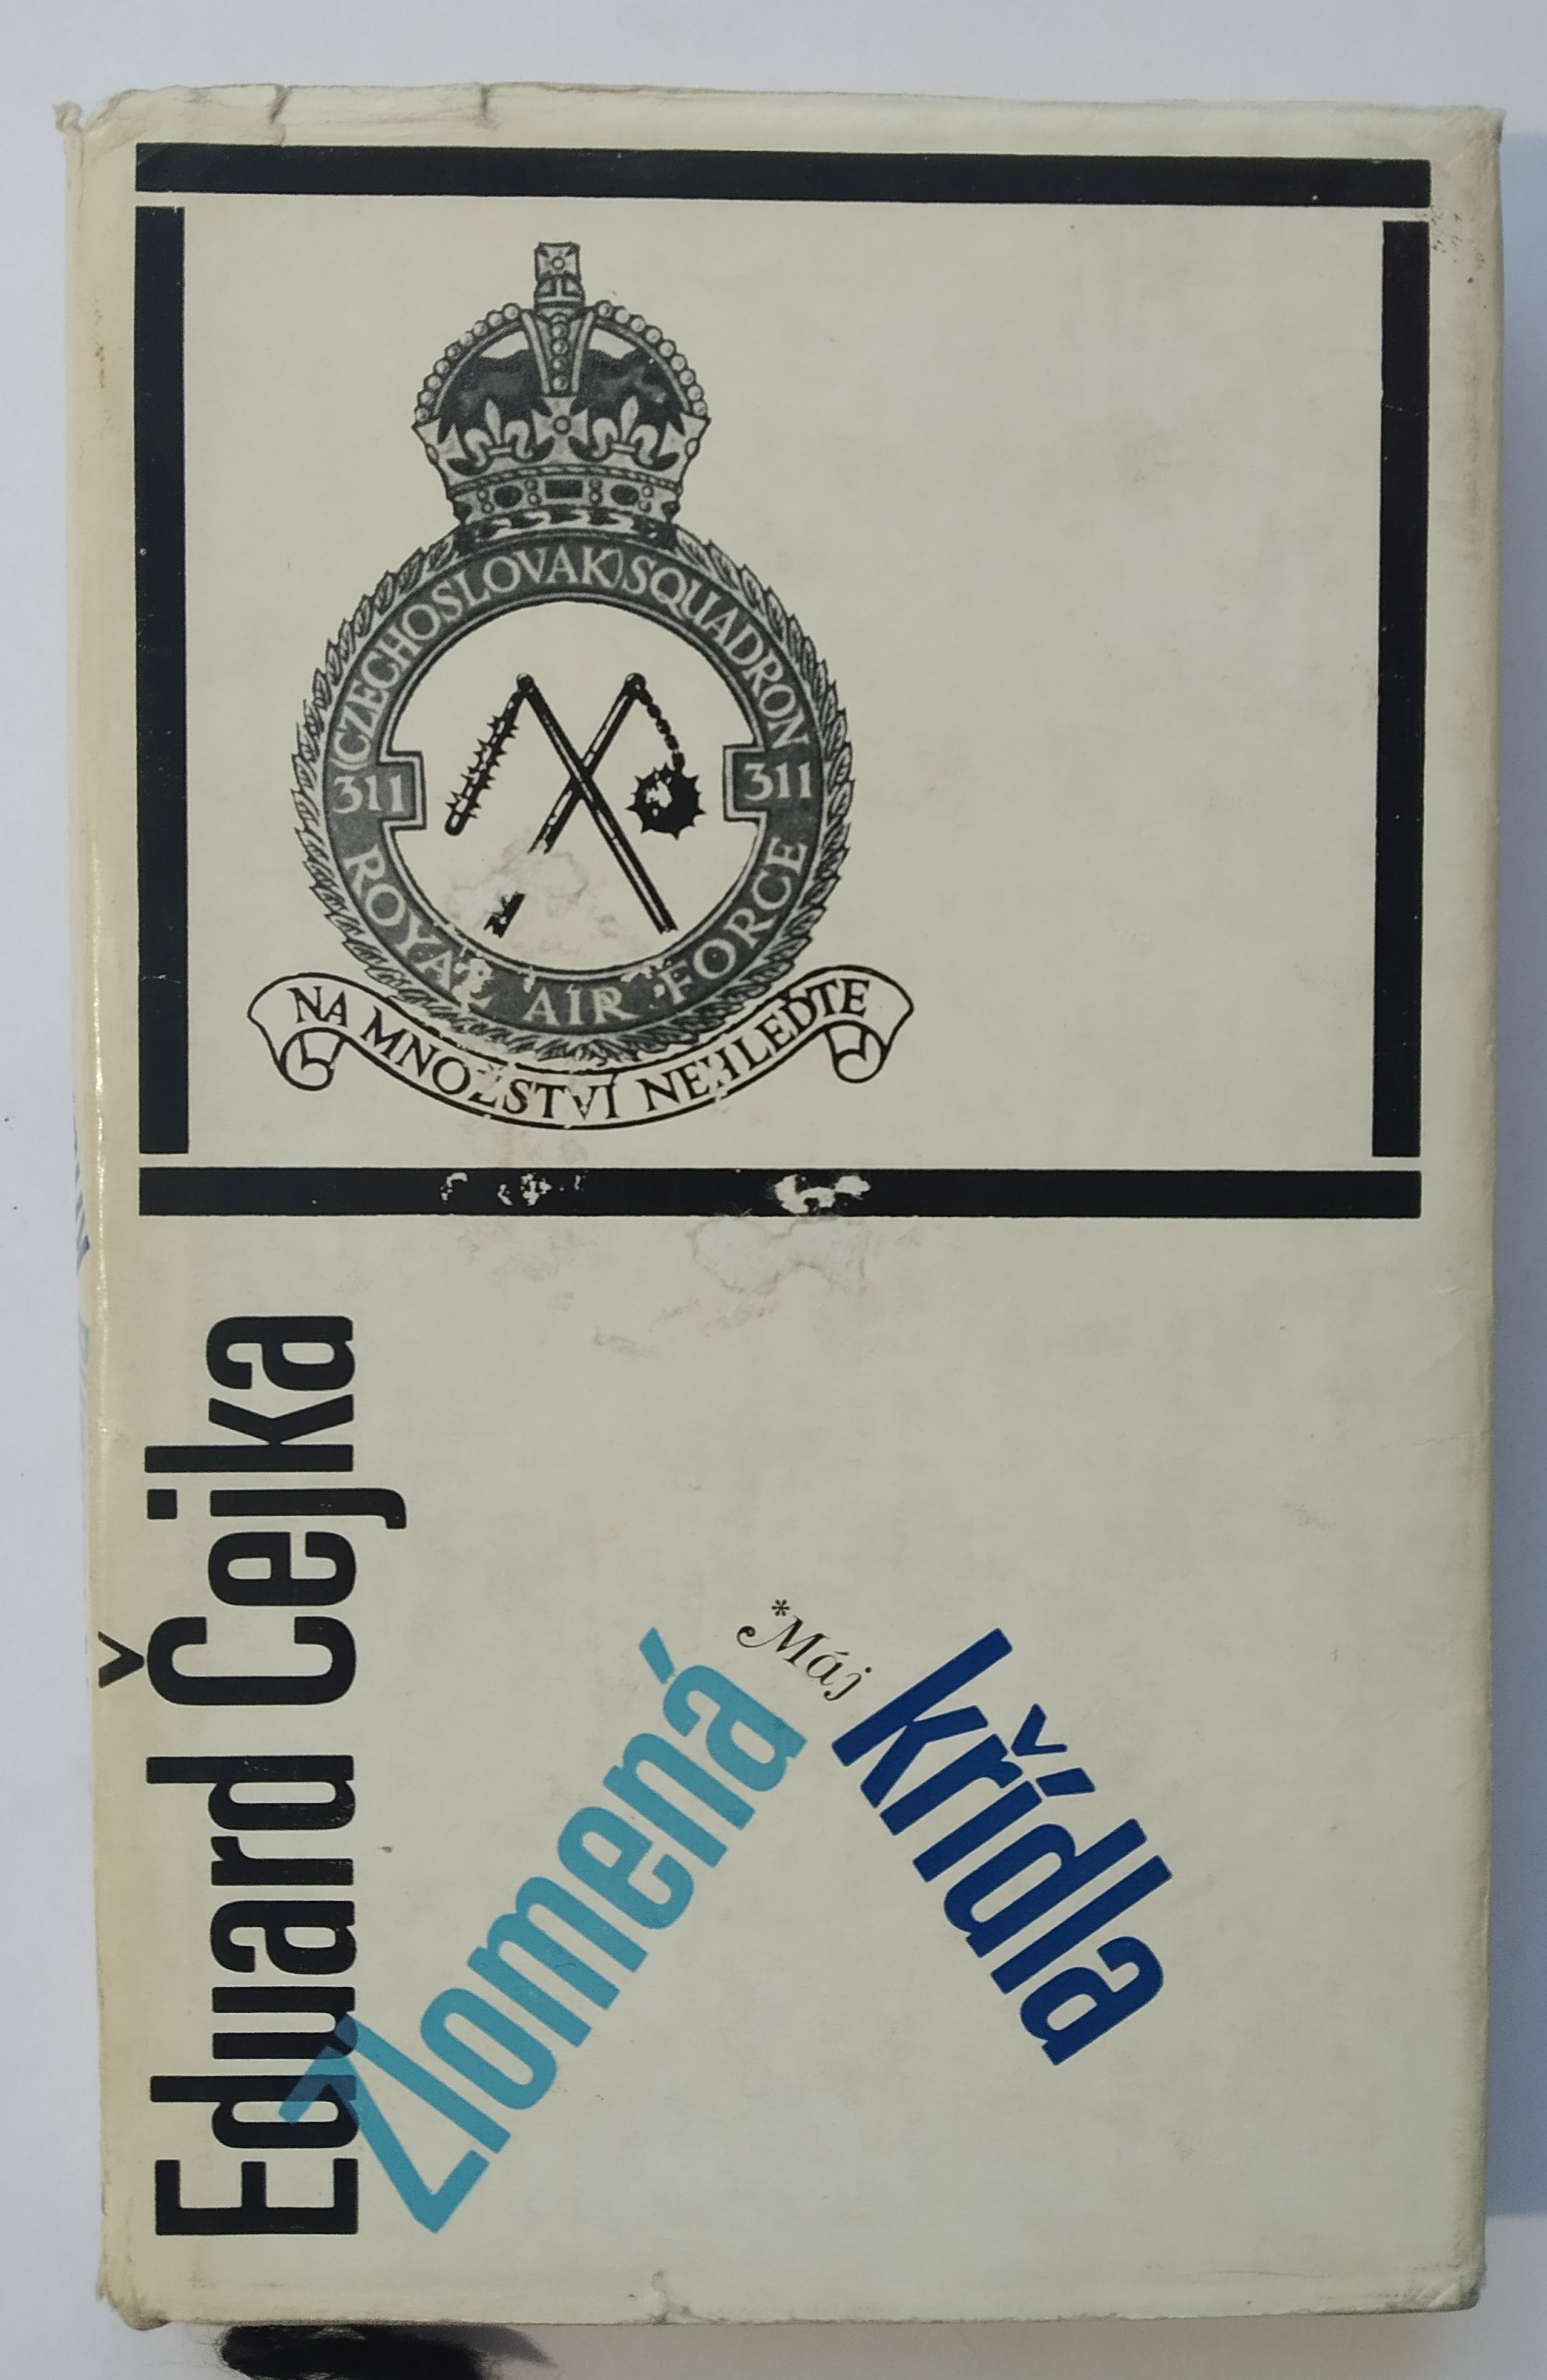 (CZECHOSLOVAK) SQUADRON
311 311
ROYAL AIR FORCE
NA MNOŽSTVÍ NEHLEĎTE
Eduard Čejka
Zlomená
*Máj
křídla